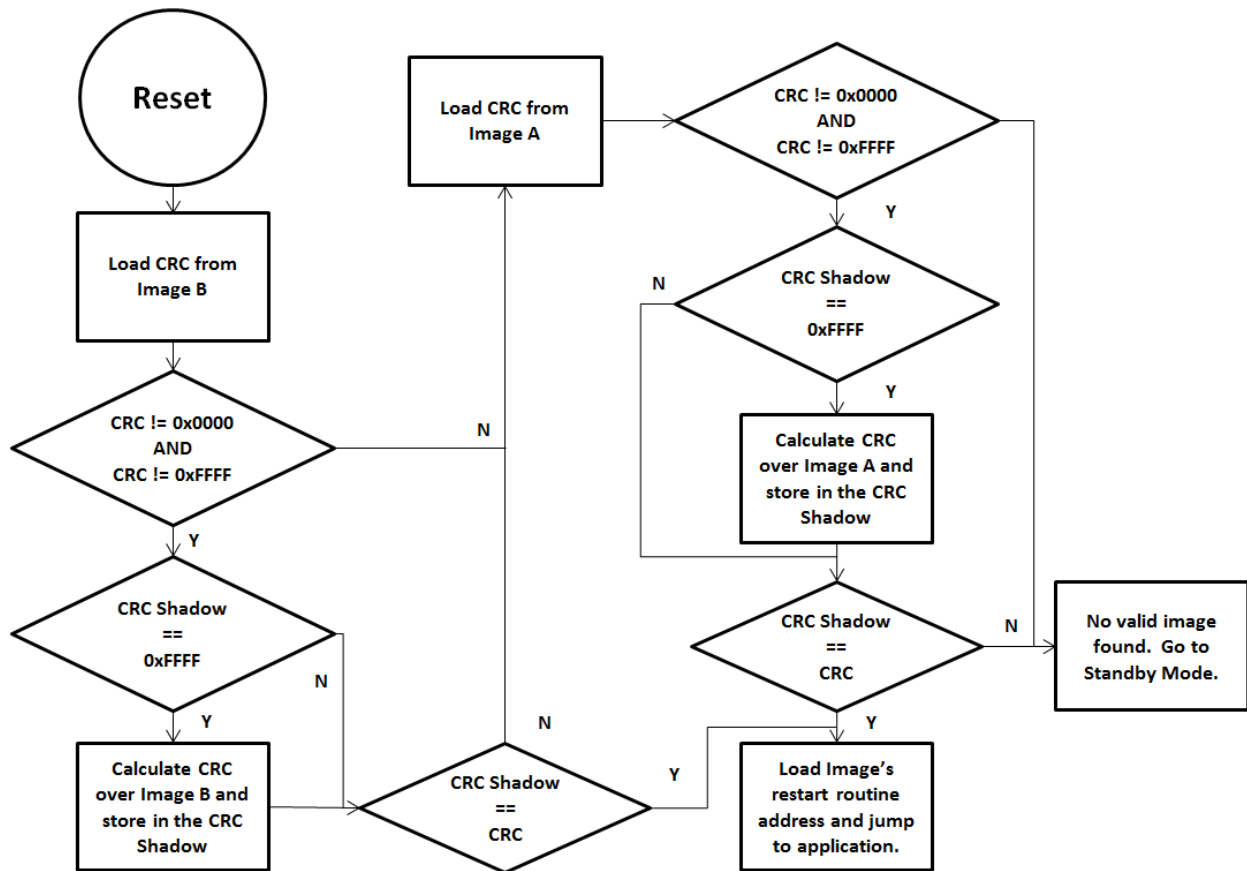 Reset
Load CRC from
Image B
CRC != 0x0000
AND
CRC != 0xFFFF
N
Y
CRC Shadow
==
0xFFFF
N
Y
Calculate CRC
over Image B and
store in the CRC
Shadow
CRC Shadow
==
CRC
N
Y
Load CRC from
Image A
CRC != 0x0000
AND
CRC != 0xFFFF
Y
CRC Shadow
==
0xFFFF
N
Y
Calculate CRC
over Image A and
store in the CRC
Shadow
CRC Shadow
==
CRC
N
Y
No valid image
found.  Go to
Standby Mode.
Load Image’s
restart routine
address and jump
to application.